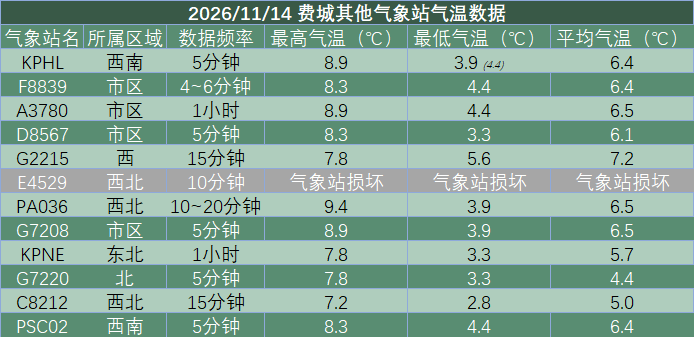 2026/11/14 费城其他气象站气温数据
气象站名 所属区域 数据频率 最高气温（℃） 最低气温（℃） 平均气温（℃）
KPHL 西南 5分钟 8.9 3.9 (4.4) 6.4
F8839 市区 4~6分钟 8.3 4.4 6.4
A3780 市区 1小时 8.9 4.4 6.5
D8567 市区 5分钟 8.3 3.3 6.1
G2215 西 15分钟 7.8 5.6 7.2
E4529 西北 10分钟 气象站损坏 气象站损坏 气象站损坏
PA036 西北 10~20分钟 9.4 3.9 6.5
G7208 市区 5分钟 8.9 3.9 6.5
KPNE 东北 1小时 7.8 3.3 5.7
G7220 北 5分钟 7.8 3.3 4.4
C8212 西北 15分钟 7.2 2.8 5.0
PSC02 西南 5分钟 8.3 4.4 6.4